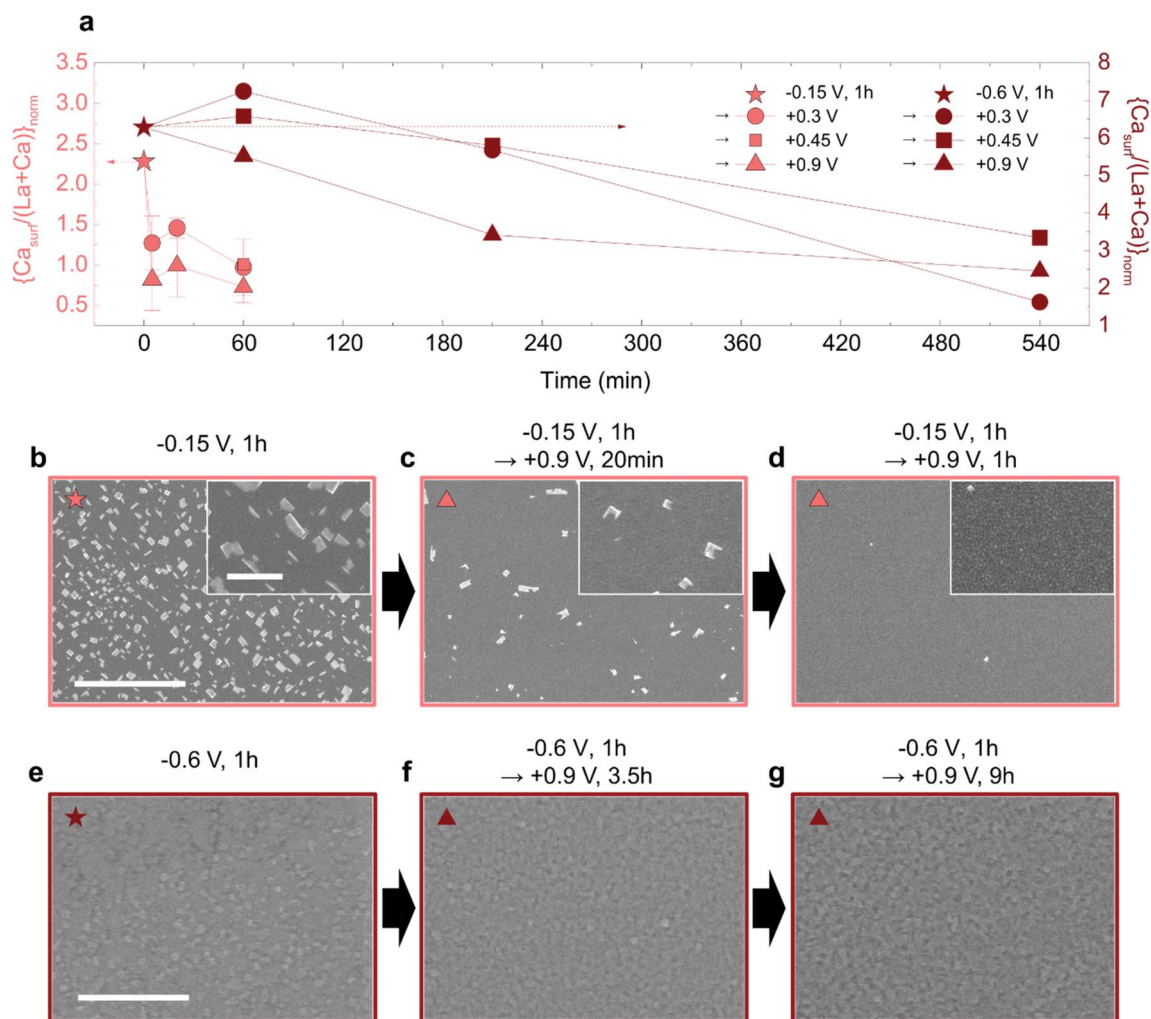 a
3.5
3.0
2.5
2.0
1.5
1.0
0.5
{Ca_surf/(La+Ca)}_norm
8
7
6
5
4
3
2
1
{Ca_surf/(La+Ca)}_norm
-0.15 V, 1h
→ +0.3 V
→ +0.45 V
→ +0.9 V
-0.6 V, 1h
→ +0.3 V
→ +0.45 V
→ +0.9 V
0 60 120 180 240 300 360 420 480 540
Time (min)
b
-0.15 V, 1h
c
-0.15 V, 1h
→ +0.9 V, 20min
d
-0.15 V, 1h
→ +0.9 V, 1h
e
-0.6 V, 1h
f
-0.6 V, 1h
→ +0.9 V, 3.5h
g
-0.6 V, 1h
→ +0.9 V, 9h